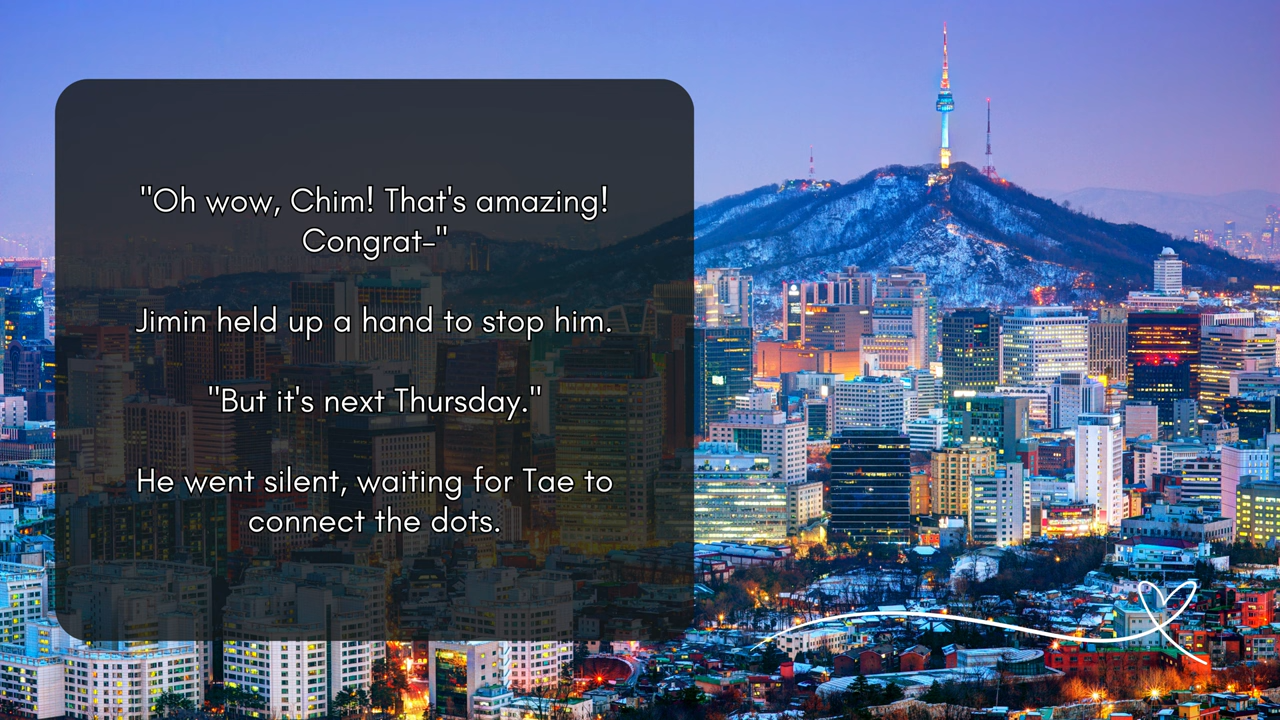 "Oh wow, Chim! That's amazing!
Congrat-"
Jimin held up a hand to stop him.
"But it's next Thursday."
He went silent, waiting for Tae to
connect the dots.